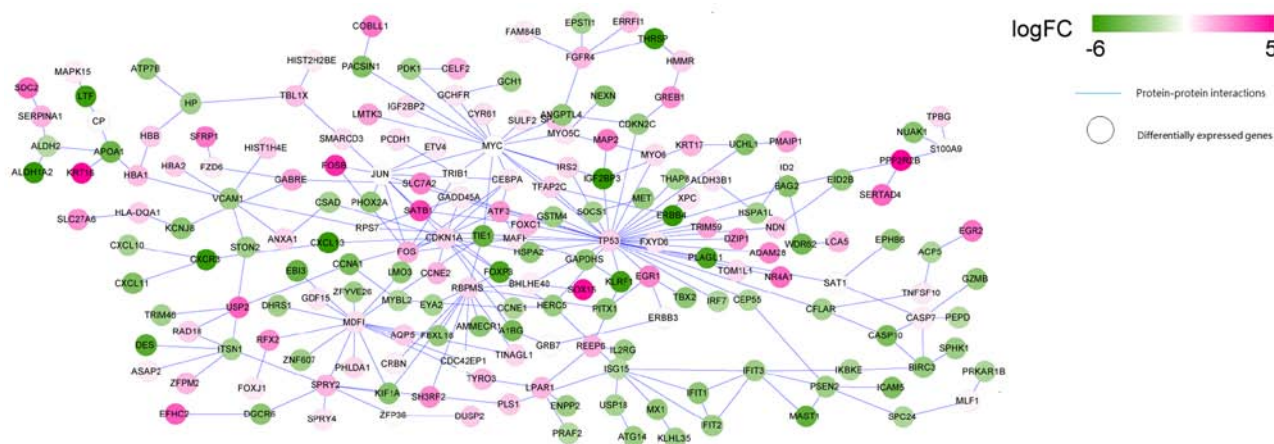 logFC
-6
5
Protein-protein interactions
Differentially expressed genes
COBLL1
EPSTI1
ERRFI1
FAM84B
THRSP
HIST2H2BE
PACSIN1
PDK1
CELF2
FGFR4
HMMR
MAPK15
ATP7B
GCH1
SDC2
LTF
HP
TBL1X
GCHFR
NEXN
GREB1
IGF2BP2
SERPINA1
CP
LMTK3
CYR61
ANGPTL4
CDKN2C
TPBG
SMARCD3
SULF2
MYO5C
NUAK1
ALDH2
APOA1
HBB
SFRP1
HIST1H4E
PCDH1
ETV4
MYC
MAP2
KRT17
UCHL1
PMAIP1
S100A9
HBA2
FZD6
FOSB
JUN
TRIB1
CEBPA
IRS2
MYO6
ID2
PPP2R2B
ALDH1A2
HBA1
GABRE
SLC7A2
TFAP2C
IGF2BP3
THAP8
ALDH3B1
BAG2
EID2B
SERTAD4
GADD45A
MET
XPC
SLC27A6
HLA-DQA1
VCAM1
CSAD
PHOX2A
SATB1
ATF3
GSTM4
SOCS1
ERBB4
HSPA1L
RPS7
FOXC1
TRIM59
NDN
KCNJ8
ANXA1
CDKN1A
TIE1
TP53
FXYD6
DZIP1
WDR62
LCA5
EPHB6
EGR2
CXCL10
STON2
CXCL13
FOS
HSPA2
PLAGL1
ADAM28
ACP5
CXCR3
EBI3
CCNA1
LMO3
CCNE2
FOXP3
GAPDHS
TOM1L1
NR4A1
SAT1
GZMB
CXCL11
ZFYVE26
RBPMS
BHLHE40
KLRF1
EGR1
TNFSF10
USP2
DHRS1
GDF15
MYBL2
EYA2
CCNE1
HERC5
PITX1
TBX2
IRF7
CEP55
CFLAR
CASP7
PEPD
TRIM46
RAD18
MDFI
AMMECR1
A1BG
ERBB3
CASP10
DES
ITSN1
RFX2
AQP5
FBXL16
GRB7
REEP6
IL2RG
BIRC3
SPHK1
ASAP2
ZNF607
CRBN
TINAGL1
ISG15
IFIT3
IKBKE
PRKAR1B
ZFPM2
FOXJ1
PHLDA1
CDC42EP1
TYRO3
LPAR1
PSEN2
ICAM5
SPRY2
KIF1A
SH3RF2
IFIT1
MLF1
EFHC2
DGCR6
SPRY4
ZFP36
DUSP2
PLS1
ENPP2
USP18
MX1
IFIT2
MAST1
SPC24
PRAF2
ATG14
KLHL35